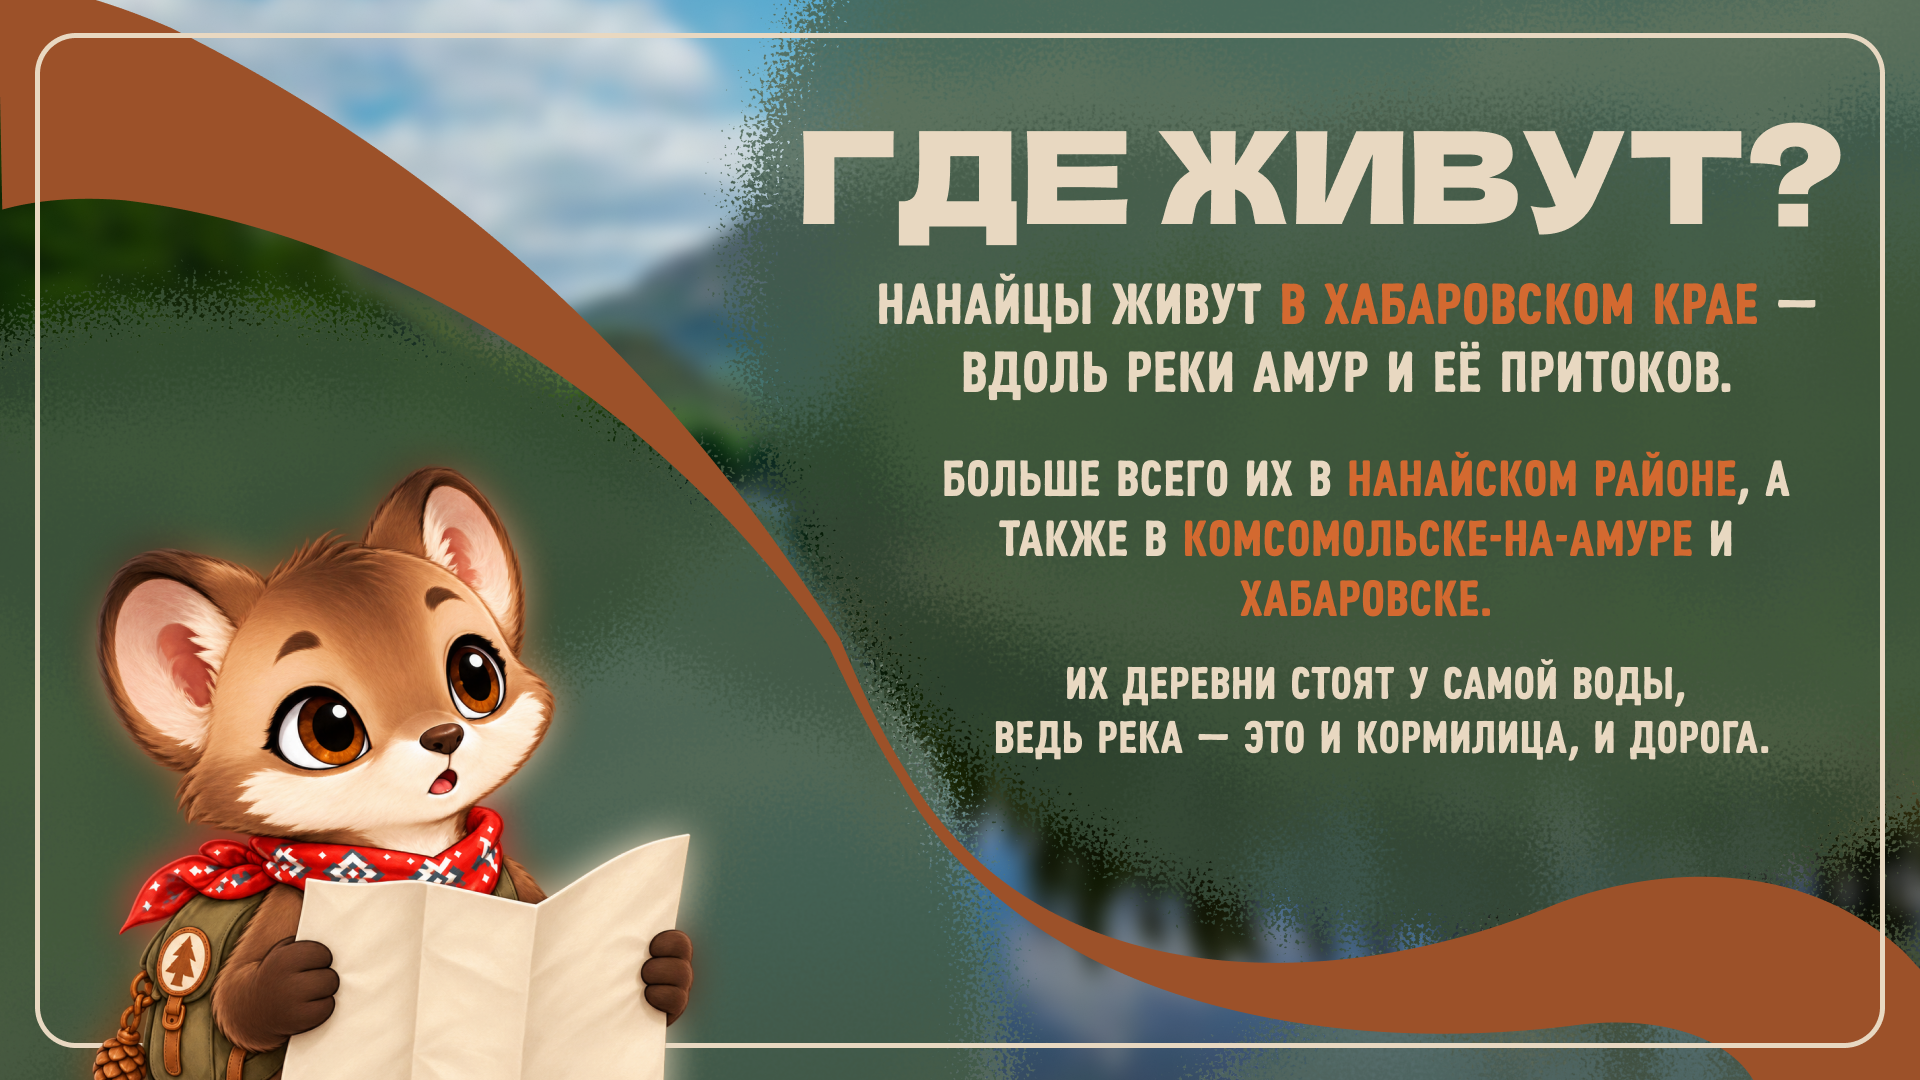 ГДЕ ЖИВУТ?
НАНАЙЦЫ ЖИВУТ В ХАБАРОВСКОМ КРАЕ —
ВДОЛЬ РЕКИ АМУР И ЕЁ ПРИТОКОВ.
БОЛЬШЕ ВСЕГО ИХ В НАНАЙСКОМ РАЙОНЕ, А
ТАКЖЕ В КОМСОМОЛЬСКЕ-НА-АМУРЕ И
ХАБАРОВСКЕ.
ИХ ДЕРЕВНИ СТОЯТ У САМОЙ ВОДЫ,
ВЕДЬ РЕКА — ЭТО И КОРМИЛИЦА, И ДОРОГА.